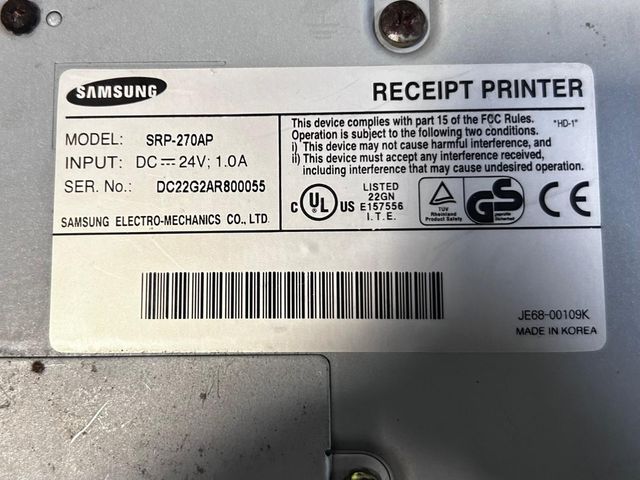 SAMSUNG
RECEIPT PRINTER
MODEL: SRP-270AP
INPUT: DC⎓24V; 1.0A
SER. No.: DC22G2AR800055
SAMSUNG ELECTRO-MECHANICS CO., LTD.
This device complies with part 15 of the FCC Rules.
Operation is subject to the following two conditions.
i) This device may not cause harmful interference, and
ii) This device must accept any interference received,
including interference that may cause undesired operation.
"HD-1"
C UL US
LISTED
22GN
E157556
I.T.E.
TÜV
Rheinland
Product Safety
GS
geprüfte
Sicherheit
CE
JE68-00109K
MADE IN KOREA